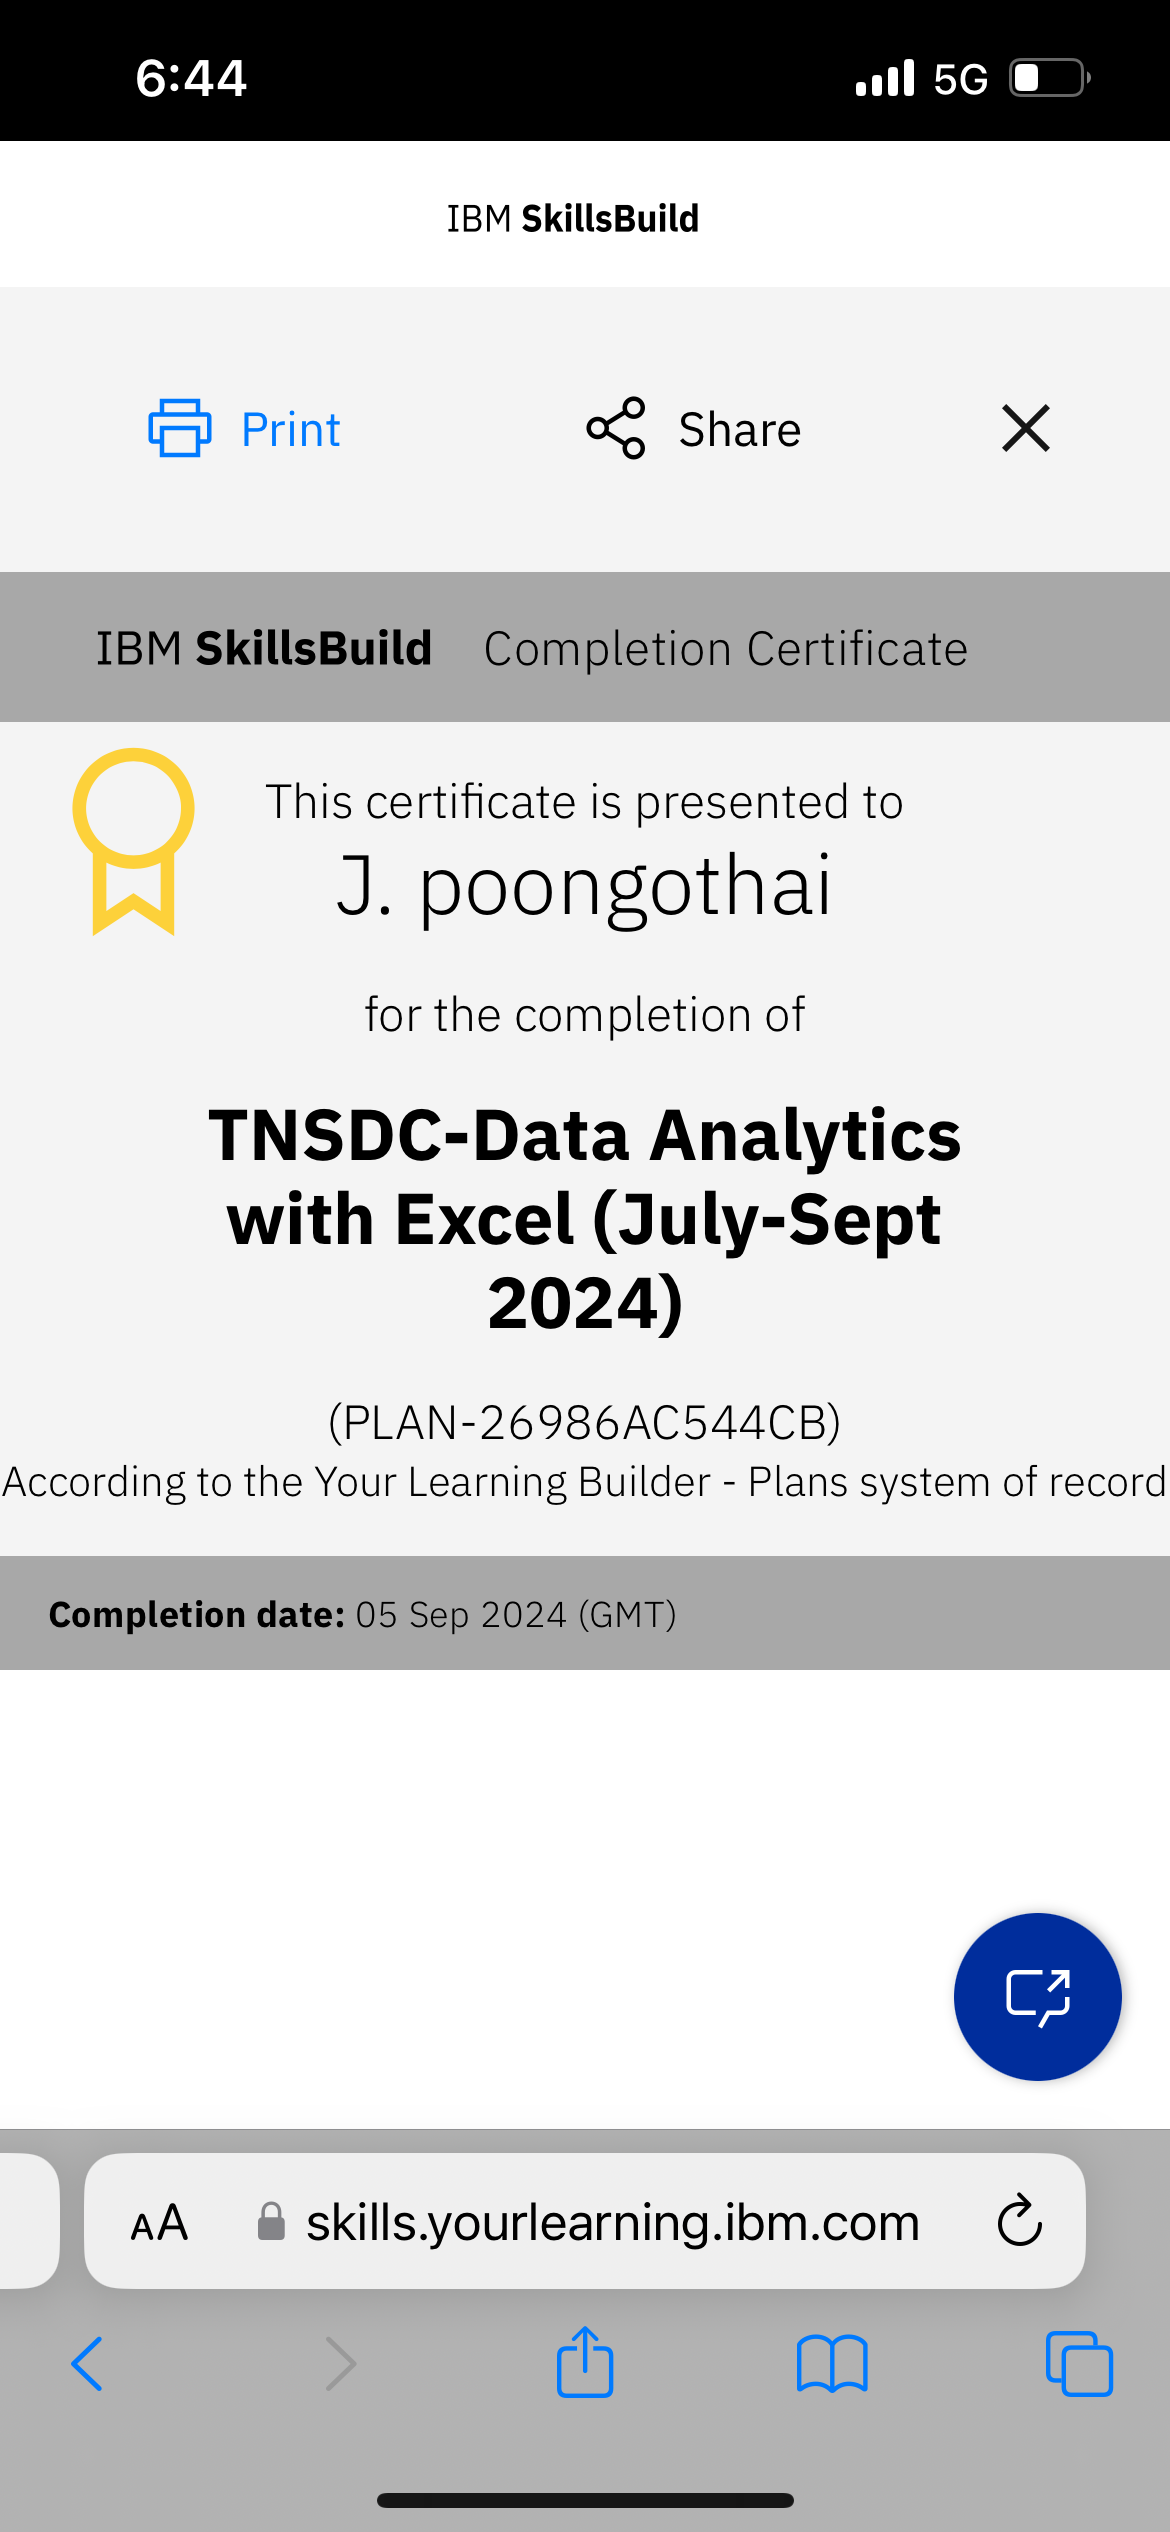 6:44
5G
IBM SkillsBuild
Print
Share
IBM SkillsBuild Completion Certificate
This certificate is presented to
J. poongothai
for the completion of
TNSDC-Data Analytics
with Excel (July-Sept
2024)
(PLAN-26986AC544CB)
According to the Your Learning Builder - Plans system of record
Completion date: 05 Sep 2024 (GMT)
AA
skills.yourlearning.ibm.com